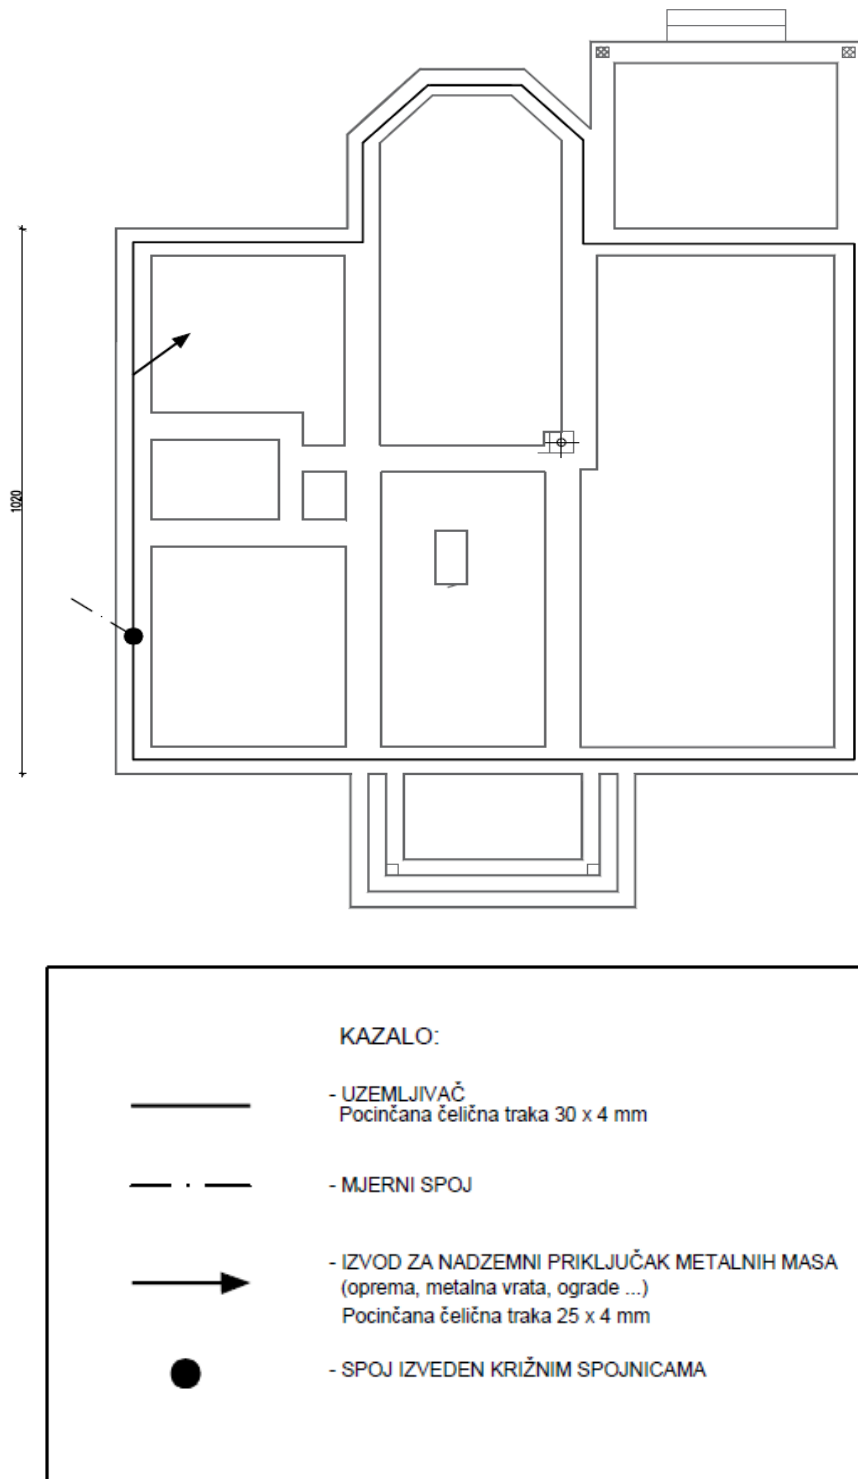 1020
KAZALO:
- UZEMLJIVAČ
Pocinčana čelična traka 30 x 4 mm
- MJERNI SPOJ
- IZVOD ZA NADZEMNI PRIKLJUČAK METALNIH MASA
(oprema, metalna vrata, ograde ...)
Pocinčana čelična traka 25 x 4 mm
- SPOJ IZVEDEN KRIŽNIM SPOJNICAMA